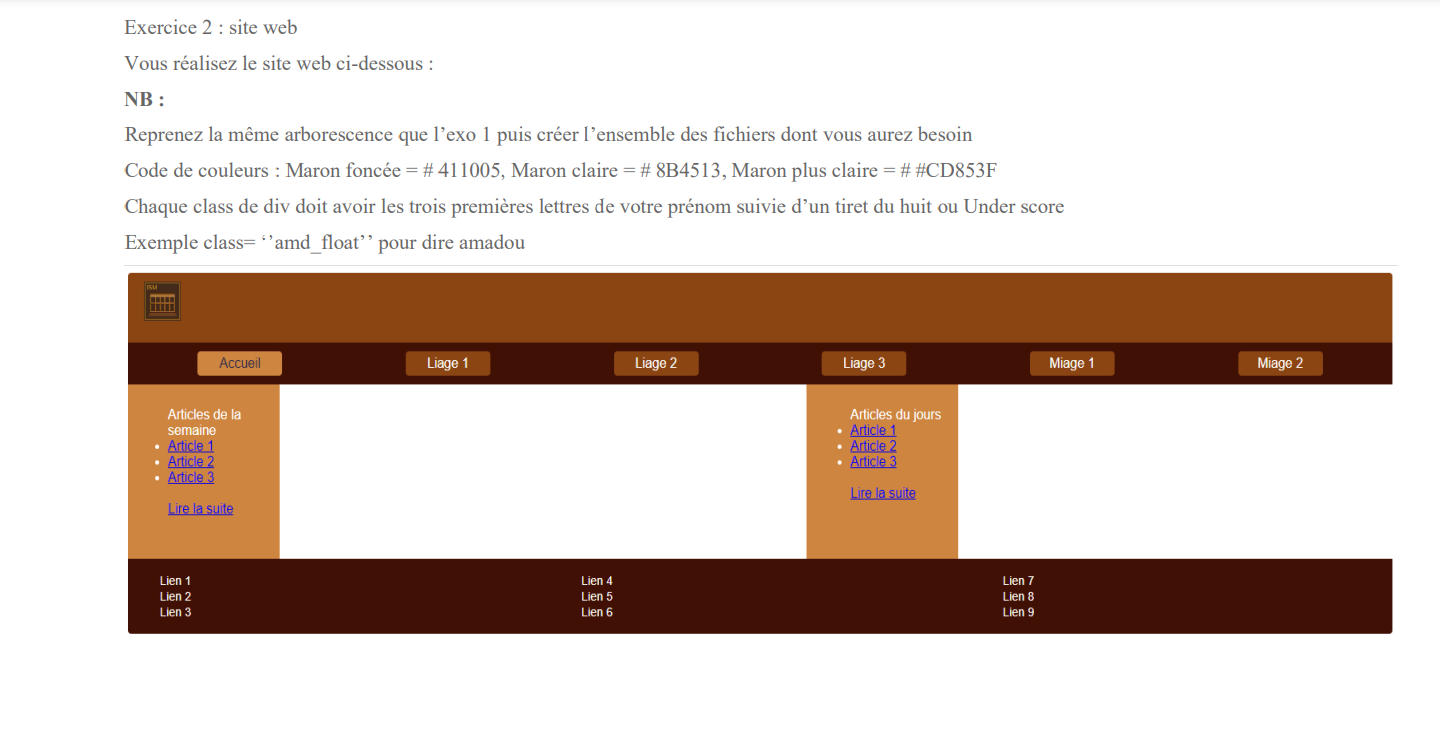 Exercice 2 : site web
Vous réalisez le site web ci-dessous :
NB :
Reprenez la même arborescence que l’exo 1 puis créer l’ensemble des fichiers dont vous aurez besoin
Code de couleurs : Maron foncée = # 411005, Maron claire = # 8B4513, Maron plus claire = # #CD853F
Chaque class de div doit avoir les trois premières lettres de votre prénom suivie d’un tiret du huit ou Under score
Exemple class= ‘’amd_float’’ pour dire amadou
ISM
Accueil Liage 1 Liage 2 Liage 3 Miage 1 Miage 2
Articles de la
semaine
Article 1
Article 2
Article 3
Lire la suite
Articles du jours
Article 1
Article 2
Article 3
Lire la suite
Lien 1
Lien 2
Lien 3
Lien 4
Lien 5
Lien 6
Lien 7
Lien 8
Lien 9